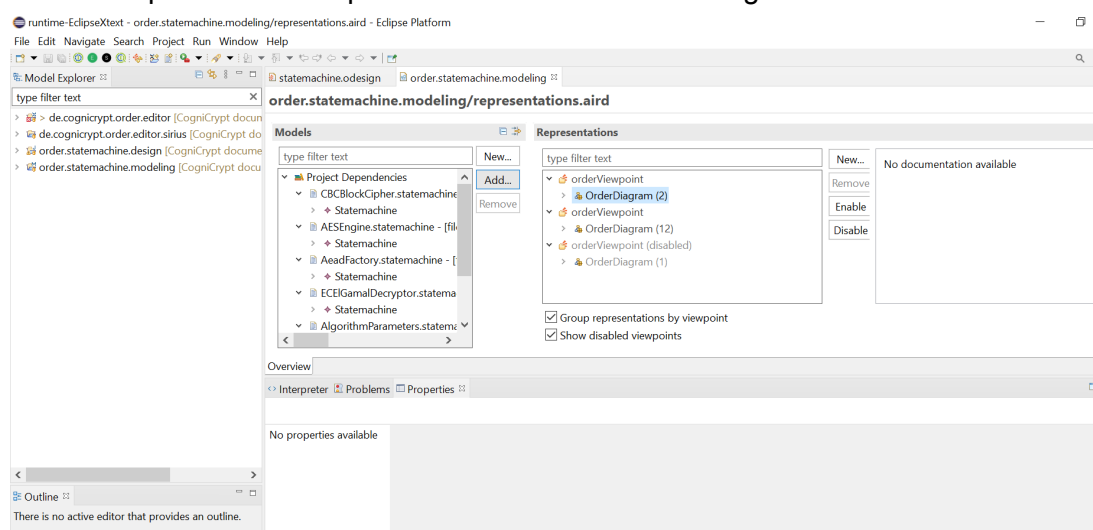 runtime-EclipseXtext - order.statemachine.modeling/representations.aird - Eclipse Platform
File Edit Navigate Search Project Run Window Help
Model Explorer
statemachine.odesign
order.statemachine.modeling
type filter text
order.statemachine.modeling/representations.aird
> de.cognicrypt.order.editor [CogniCrypt docum
de.cognicrypt.order.editor.sirius [CogniCrypt do
order.statemachine.design [CogniCrypt docume
order.statemachine.modeling [CogniCrypt docu
Models
type filter text
New...
Add...
Remove
Project Dependencies
CBCBlockCipher.statemachine
Statemachine
AESEngine.statemachine - [file
Statemachine
AeadFactory.statemachine - [
Statemachine
ECElGamalDecryptor.statema
Statemachine
AlgorithmParameters.statema
Representations
type filter text
New...
Remove
Enable
Disable
No documentation available
orderViewpoint
OrderDiagram (2)
orderViewpoint
OrderDiagram (12)
orderViewpoint (disabled)
OrderDiagram (1)
Group representations by viewpoint
Show disabled viewpoints
Overview
Interpreter Problems Properties
No properties available
Outline
There is no active editor that provides an outline.